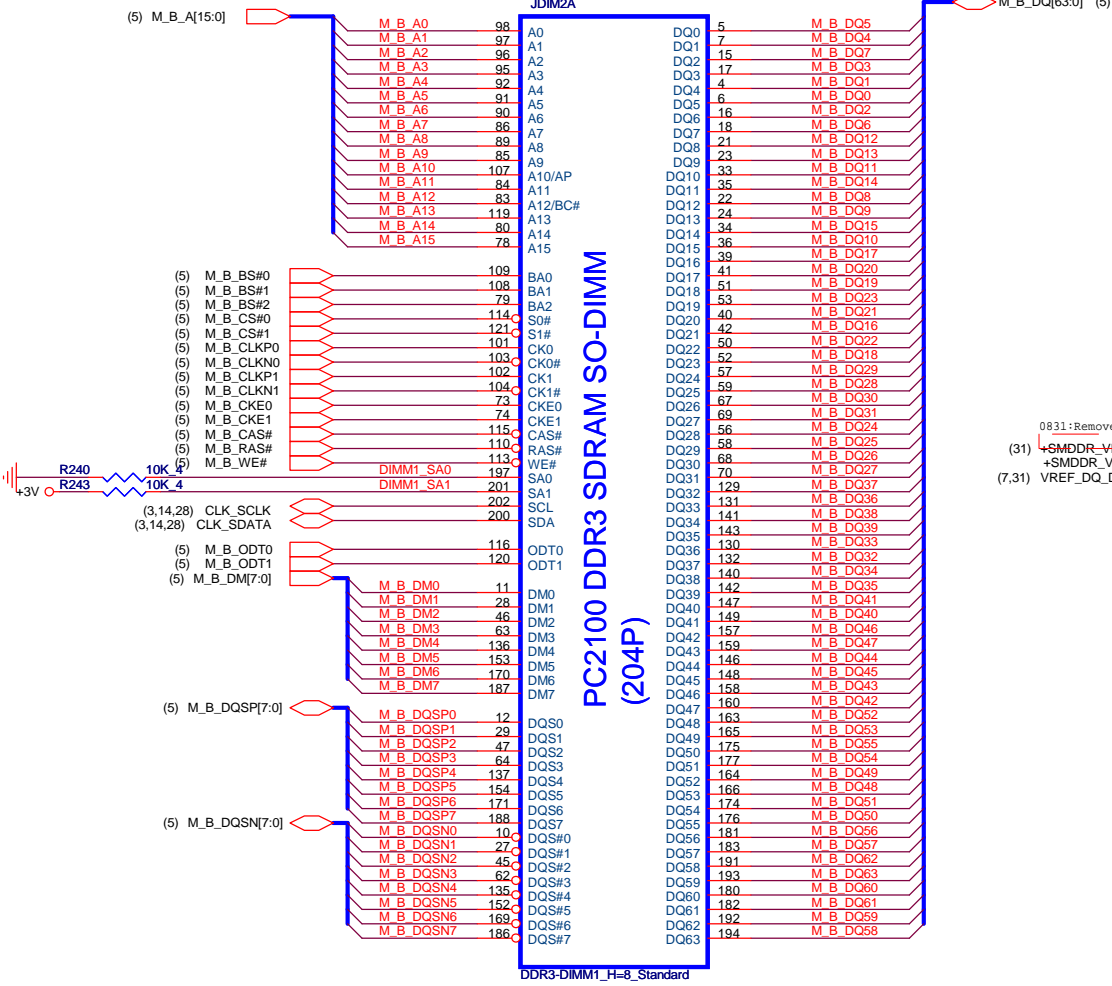 JDIM2A
(5) M_B_A[15:0]
M_B_DQ[63:0] (5)
M_B_A0 98 A0
M_B_A1 97 A1
M_B_A2 96 A2
M_B_A3 95 A3
M_B_A4 92 A4
M_B_A5 91 A5
M_B_A6 90 A6
M_B_A7 86 A7
M_B_A8 89 A8
M_B_A9 85 A9
M_B_A10 107 A10/AP
M_B_A11 84 A11
M_B_A12 83 A12/BC#
M_B_A13 119 A13
M_B_A14 80 A14
M_B_A15 78 A15
(5) M_B_BS#0 109 BA0
(5) M_B_BS#1 108 BA1
(5) M_B_BS#2 79 BA2
(5) M_B_CS#0 114 S0#
(5) M_B_CS#1 121 S1#
(5) M_B_CLKP0 101 CK0
(5) M_B_CLKN0 103 CK0#
(5) M_B_CLKP1 102 CK1
(5) M_B_CLKN1 104 CK1#
(5) M_B_CKE0 73 CKE0
(5) M_B_CKE1 74 CKE1
(5) M_B_CAS# 115 CAS#
(5) M_B_RAS# 110 RAS#
(5) M_B_WE# 113 WE#
R240 10K_4 DIMM1_SA0 197 SA0
+3V R243 10K_4 DIMM1_SA1 201 SA1
(3,14,28) CLK_SCLK 202 SCL
(3,14,28) CLK_SDATA 200 SDA
(5) M_B_ODT0 116 ODT0
(5) M_B_ODT1 120 ODT1
(5) M_B_DM[7:0]
M_B_DM0 11 DM0
M_B_DM1 28 DM1
M_B_DM2 46 DM2
M_B_DM3 63 DM3
M_B_DM4 136 DM4
M_B_DM5 153 DM5
M_B_DM6 170 DM6
M_B_DM7 187 DM7
(5) M_B_DQSP[7:0]
M_B_DQSP0 12 DQS0
M_B_DQSP1 29 DQS1
M_B_DQSP2 47 DQS2
M_B_DQSP3 64 DQS3
M_B_DQSP4 137 DQS4
M_B_DQSP5 154 DQS5
M_B_DQSP6 171 DQS6
M_B_DQSP7 188 DQS7
(5) M_B_DQSN[7:0]
M_B_DQSN0 10 DQS#0
M_B_DQSN1 27 DQS#1
M_B_DQSN2 45 DQS#2
M_B_DQSN3 62 DQS#3
M_B_DQSN4 135 DQS#4
M_B_DQSN5 152 DQS#5
M_B_DQSN6 169 DQS#6
M_B_DQSN7 186 DQS#7
PC2100 DDR3 SDRAM SO-DIMM
(204P)
DQ0 5 M_B_DQ5
DQ1 7 M_B_DQ4
DQ2 15 M_B_DQ7
DQ3 17 M_B_DQ3
DQ4 4 M_B_DQ1
DQ5 6 M_B_DQ0
DQ6 16 M_B_DQ2
DQ7 18 M_B_DQ6
DQ8 21 M_B_DQ12
DQ9 23 M_B_DQ13
DQ10 33 M_B_DQ11
DQ11 35 M_B_DQ14
DQ12 22 M_B_DQ8
DQ13 24 M_B_DQ9
DQ14 34 M_B_DQ15
DQ15 36 M_B_DQ10
DQ16 39 M_B_DQ17
DQ17 41 M_B_DQ20
DQ18 51 M_B_DQ19
DQ19 53 M_B_DQ23
DQ20 40 M_B_DQ21
DQ21 42 M_B_DQ16
DQ22 50 M_B_DQ22
DQ23 52 M_B_DQ18
DQ24 57 M_B_DQ29
DQ25 59 M_B_DQ28
DQ26 67 M_B_DQ30
DQ27 69 M_B_DQ31
DQ28 56 M_B_DQ24
DQ29 58 M_B_DQ25
DQ30 68 M_B_DQ26
DQ31 70 M_B_DQ27
DQ32 129 M_B_DQ37
DQ33 131 M_B_DQ36
DQ34 141 M_B_DQ38
DQ35 143 M_B_DQ39
DQ36 130 M_B_DQ33
DQ37 132 M_B_DQ32
DQ38 140 M_B_DQ34
DQ39 142 M_B_DQ35
DQ40 147 M_B_DQ41
DQ41 149 M_B_DQ40
DQ42 157 M_B_DQ46
DQ43 159 M_B_DQ47
DQ44 146 M_B_DQ44
DQ45 148 M_B_DQ45
DQ46 158 M_B_DQ43
DQ47 160 M_B_DQ42
DQ48 163 M_B_DQ52
DQ49 165 M_B_DQ53
DQ50 175 M_B_DQ55
DQ51 177 M_B_DQ54
DQ52 164 M_B_DQ49
DQ53 166 M_B_DQ48
DQ54 174 M_B_DQ51
DQ55 176 M_B_DQ50
DQ56 181 M_B_DQ56
DQ57 183 M_B_DQ57
DQ58 191 M_B_DQ62
DQ59 193 M_B_DQ63
DQ60 180 M_B_DQ60
DQ61 182 M_B_DQ61
DQ62 192 M_B_DQ59
DQ63 194 M_B_DQ58
0831:Remove
(31)
+SMDDR_V
(7,31) VREF_DQ_D
DDR3-DIMM1_H=8_Standard